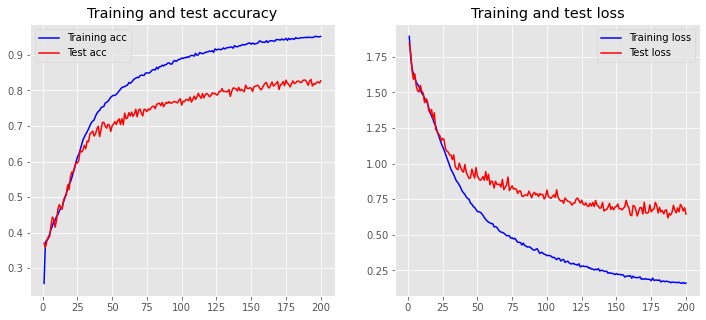 Training and test accuracy
Training acc
Test acc
0.9
0.8
0.7
0.6
0.5
0.4
0.3
0 25 50 75 100 125 150 175 200
Training and test loss
Training loss
Test loss
1.75
1.50
1.25
1.00
0.75
0.50
0.25
0 25 50 75 100 125 150 175 200